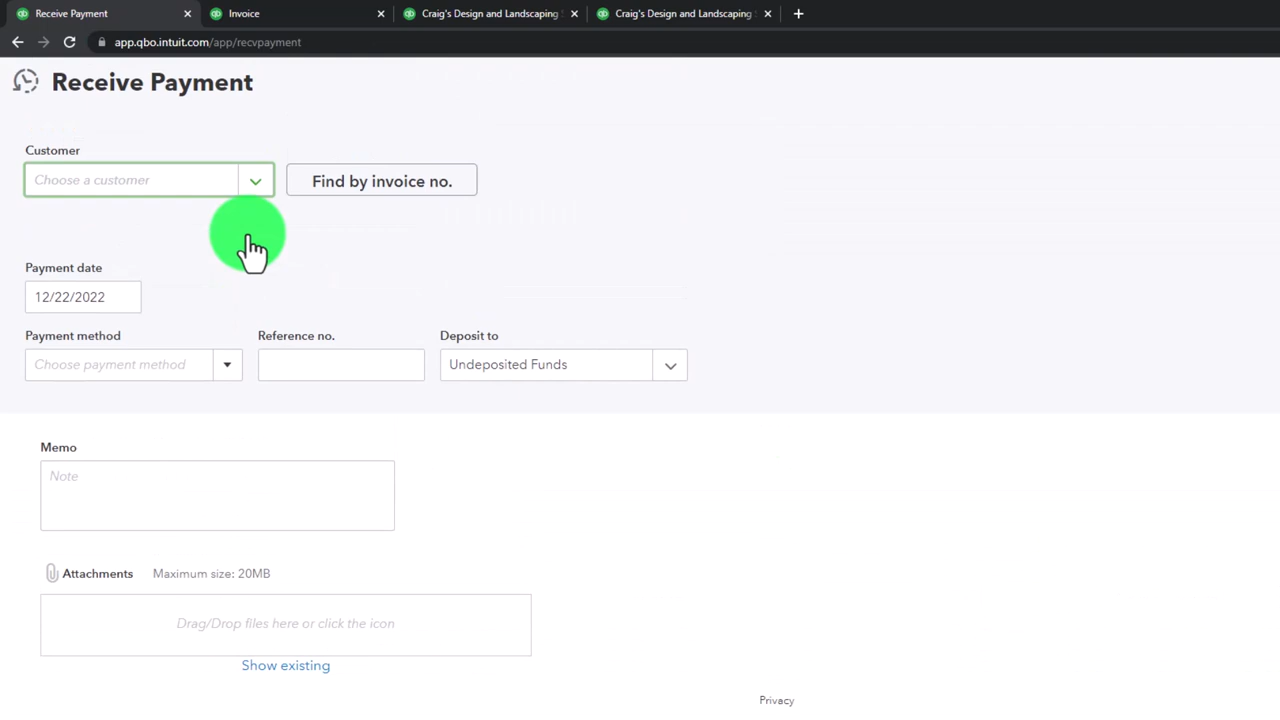 Receive Payment
Invoice
Craig's Design and Landscaping
Craig's Design and Landscaping
app.qbo.intuit.com/app/recvpayment
Receive Payment
Customer
Choose a customer
Find by invoice no.
Payment date
12/22/2022
Payment method
Reference no.
Deposit to
Choose payment method
Undeposited Funds
Memo
Note
Attachments
Maximum size: 20MB
Drag/Drop files here or click the icon
Show existing
Privacy